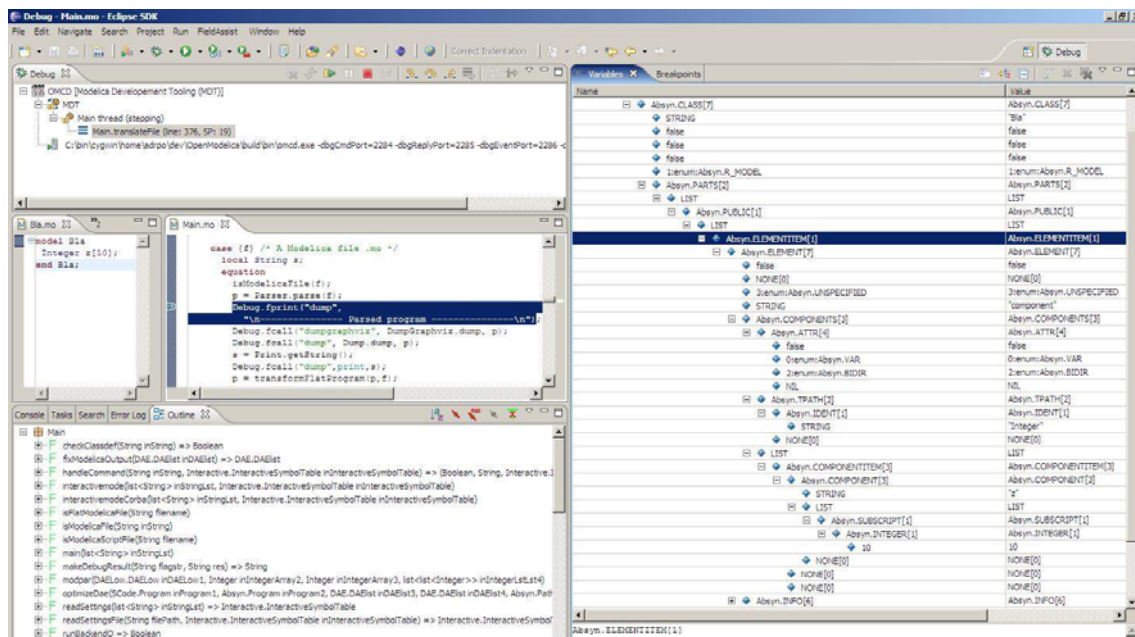 Debug - Main.mo - Eclipse SDK
File Edit Navigate Search Project Run FieldAssist Window Help
Correct Indentation
Debug
Debug
OMCD [Modelica Developement Tooling (MDT)]
MDT
Main thread (stepping)
Main.translateFile (line: 376, SP: 19)
C:\bin\cygwin\home\adrpo\dev\OpenModelica\build\bin\omcd.exe -dbgCmdPort=2284 -dbgReplyPort=2285 -dbgEventPort=2286 -c
Bla.mo
model Bla
Integer z[10];
end Bla;
Main.mo
case {f} /* A Modelica file .mo */
local String s;
equation
isModelicaFile(f);
p = Parser.parse(f);
Debug.fprint("dump",
"\n--------------- Parsed program ---------------\n");
Debug.fcall("dumpgraphviz", DumpGraphviz.dump, p);
Debug.fcall("dump", Dump.dump, p);
s = Print.getString();
Debug.fcall("dump",print,s);
p = transformFlatProgram(p,f);
Console Tasks Search Error Log Outline
Main
checkClassdef(String inString) => Boolean
fixModelicaOutput(DAE.DAElist inDAElist) => DAE.DAElist
handleCommand(String inString, Interactive.InteractiveSymbolTable inInteractiveSymbolTable) => (Boolean, String, Interactive.I
interactivemode(list<String> inStringLst, Interactive.InteractiveSymbolTable inInteractiveSymbolTable)
interactivemodeCorba(list<String> inStringLst, Interactive.InteractiveSymbolTable inInteractiveSymbolTable)
isFlatModelicaFile(String filename)
isModelicaFile(String inString)
isModelicaScriptFile(String filename)
main(list<String> inStringLst)
makeDebugResult(String flagstr, String res) => String
modpar(DAELow.DAELow inDAELow1, Integer inIntegerArray2, Integer inIntegerArray3, list<list<Integer>> inIntegerLstLst4)
optimizeDae(SCode.Program inProgram1, Absyn.Program inProgram2, DAE.DAElist inDAElist3, DAE.DAElist inDAElist4, Absyn.Path
readSettings(list<String> inStringLst) => Interactive.InteractiveSymbolTable
readSettingsFile(String filePath, Interactive.InteractiveSymbolTable inInteractiveSymbolTable) => Interactive.InteractiveSymbol
runBackendQ => Boolean
Variables Breakpoints
Name Value
Absyn.CLASS[7] Absyn.CLASS[7]
STRING "Bla"
false false
false false
false false
1:enum:Absyn.R_MODEL 1:enum:Absyn.R_MODEL
Absyn.PARTS[2] Absyn.PARTS[2]
LIST LIST
Absyn.PUBLIC[1] Absyn.PUBLIC[1]
LIST LIST
Absyn.ELEMENTITEM[1] Absyn.ELEMENTITEM[1]
Absyn.ELEMENT[7] Absyn.ELEMENT[7]
false false
NONE[0] NONE[0]
3:enum:Absyn.UNSPECIFIED 3:enum:Absyn.UNSPECIFIED
STRING "component"
Absyn.COMPONENTS[3] Absyn.COMPONENTS[3]
Absyn.ATTR[4] Absyn.ATTR[4]
false false
0:enum:Absyn.VAR 0:enum:Absyn.VAR
2:enum:Absyn.BIDIR 2:enum:Absyn.BIDIR
NIL NIL
Absyn.TPATH[2] Absyn.TPATH[2]
Absyn.IDENT[1] Absyn.IDENT[1]
STRING "Integer"
NONE[0] NONE[0]
LIST LIST
Absyn.COMPONENTITEM[3] Absyn.COMPONENTITEM[3]
Absyn.COMPONENT[3] Absyn.COMPONENT[3]
STRING "z"
LIST LIST
Absyn.SUBSCRIPT[1] Absyn.SUBSCRIPT[1]
Absyn.INTEGER[1] Absyn.INTEGER[1]
10 10
NONE[0] NONE[0]
NONE[0] NONE[0]
NONE[0] NONE[0]
Absyn.INFO[6] Absyn.INFO[6]
Absyn.ELEMENTITEM[1]